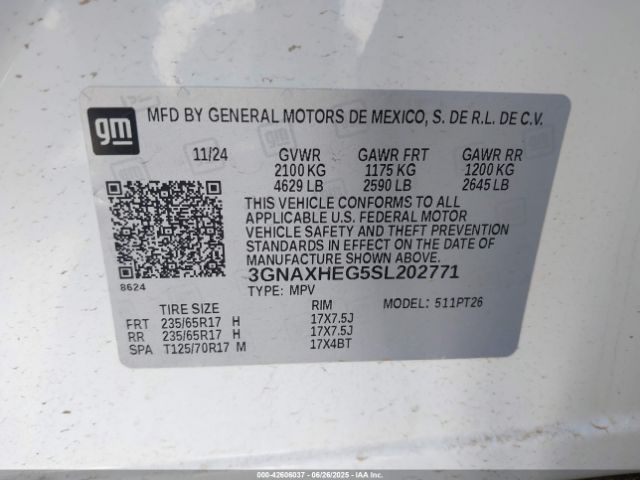 gm
MFD BY GENERAL MOTORS DE MEXICO, S. DE R.L. DE C.V.
11/24 GVWR GAWR FRT GAWR RR
2100 KG 1175 KG 1200 KG
4629 LB 2590 LB 2645 LB
THIS VEHICLE CONFORMS TO ALL
APPLICABLE U.S. FEDERAL MOTOR
VEHICLE SAFETY AND THEFT PREVENTION
STANDARDS IN EFFECT ON THE DATE OF
MANUFACTURE SHOWN ABOVE.
3GNAXHEG5SL202771
8624 TYPE: MPV MODEL: 511PT26
TIRE SIZE RIM
FRT 235/65R17 H 17X7.5J
RR 235/65R17 H 17X7.5J
SPA T125/70R17 M 17X4BT
000-42606037 - 06/26/2025 - IAAI.COM